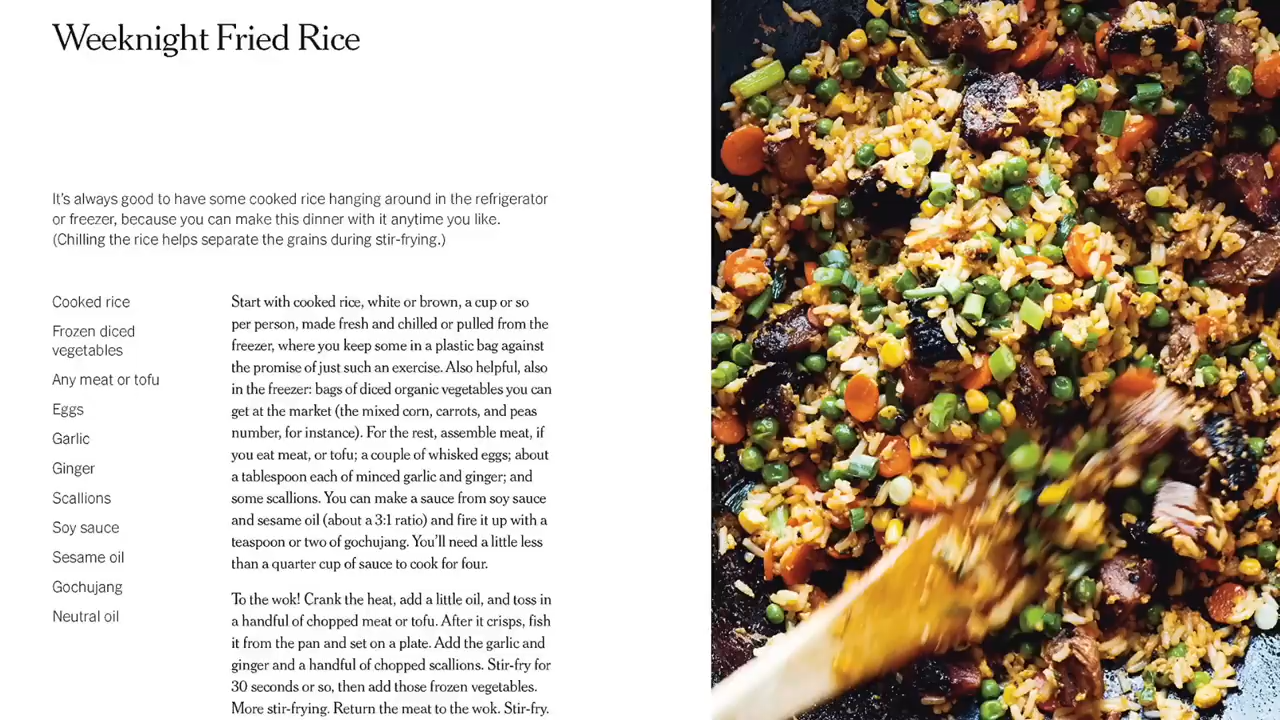 Weeknight Fried Rice
It's always good to have some cooked rice hanging around in the refrigerator
or freezer, because you can make this dinner with it anytime you like.
(Chilling the rice helps separate the grains during stir-frying.)
Cooked rice
Frozen diced
vegetables
Any meat or tofu
Eggs
Garlic
Ginger
Scallions
Soy sauce
Sesame oil
Gochujang
Neutral oil
Start with cooked rice, white or brown, a cup or so
per person, made fresh and chilled or pulled from the
freezer, where you keep some in a plastic bag against
the promise of just such an exercise. Also helpful, also
in the freezer: bags of diced organic vegetables you can
get at the market (the mixed corn, carrots, and peas
number, for instance). For the rest, assemble meat, if
you eat meat, or tofu; a couple of whisked eggs; about
a tablespoon each of minced garlic and ginger; and
some scallions. You can make a sauce from soy sauce
and sesame oil (about a 3:1 ratio) and fire it up with a
teaspoon or two of gochujang. You'll need a little less
than a quarter cup of sauce to cook for four.
To the wok! Crank the heat, add a little oil, and toss in
a handful of chopped meat or tofu. After it crisps, fish
it from the pan and set on a plate. Add the garlic and
ginger and a handful of chopped scallions. Stir-fry for
30 seconds or so, then add those frozen vegetables.
More stir-frying. Return the meat to the wok. Stir-fry.